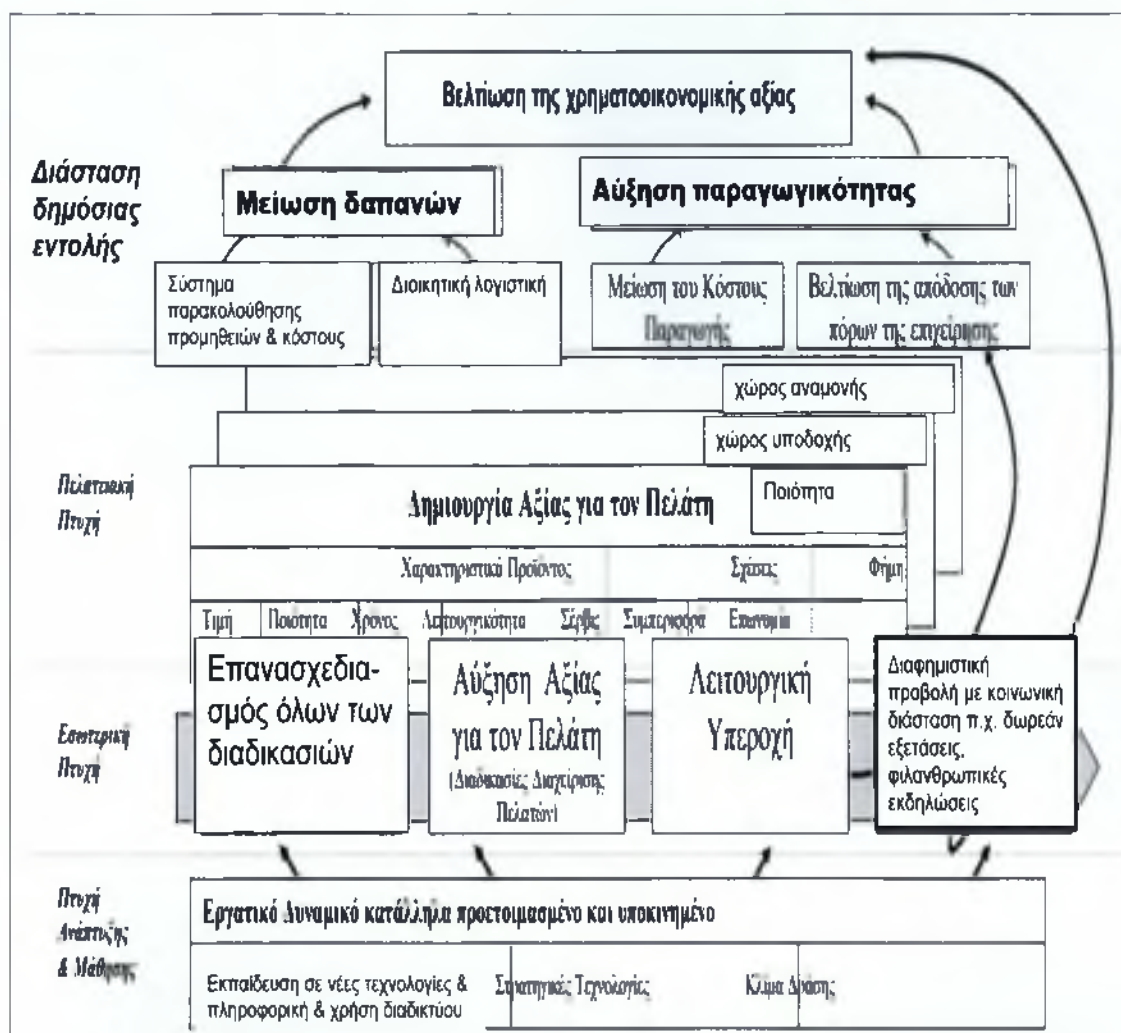 Βελτίωση της χρηματοοικονομικής αξίας
Διάσταση
δημόσιας
εντολής
Μείωση δαπανών
Αύξηση παραγωγικότητας
Σύστημα
παρακολούθησης
προμηθειών & κόστους
Διοικητική λογιστική
Μείωση του Κόστους
Παραγωγής
Βελτίωση της απόδοσης των
πόρων της επιχείρησης
χώρος αναμονής
χώρος υποδοχής
Πελατειακή
Πτυχή
Δημιουργία Αξίας για τον Πελάτη
Ποιότητα
Χαρακτηριστικά Προϊόντος Σχέσεις Φήμη
Τιμή Ποιότητα Χρόνος Λειτουργικότητα Σέρβις Συμπεριφορά Επωνυμία
Εσωτερική
Πτυχή
Επανασχεδια-
σμός όλων των
διαδικασιών
Αύξηση Αξίας
για τον Πελάτη
(Διαδικασίες Διαχείρισης
Πελατών)
Λειτουργική
Υπεροχή
Διαφημιστική
προβολή με κοινωνική
διάσταση π.χ. δωρεάν
εξετάσεις,
φιλανθρωπικές
εκδηλώσεις
Πτυχή
Ανάπτυξης
& Μάθησης
Εργατικό Δυναμικό κατάλληλα προετοιμασμένο και υποκινημένο
Εκπαίδευση σε νέες τεχνολογίες &
πληροφορική & χρήση διαδικτύου
Στρατηγικές Τεχνολογίες
Κλίμα Δράσης